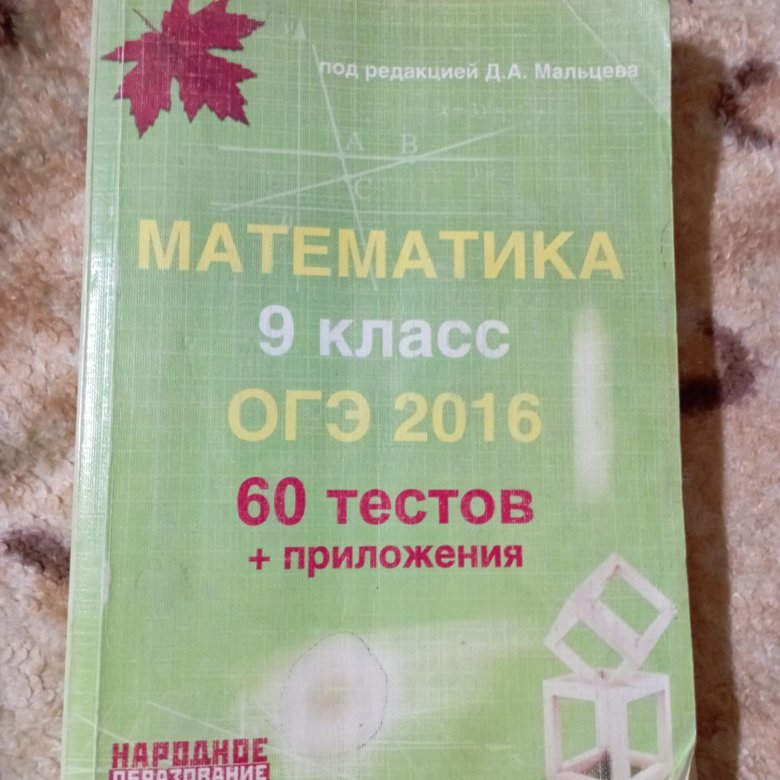 под редакцией Д.А. Мальцева
А В
С
МАТЕМАТИКА
9 класс
ОГЭ 2016
60 тестов
+ приложения
НАРОДНОЕ
ОБРАЗОВАНИЕ